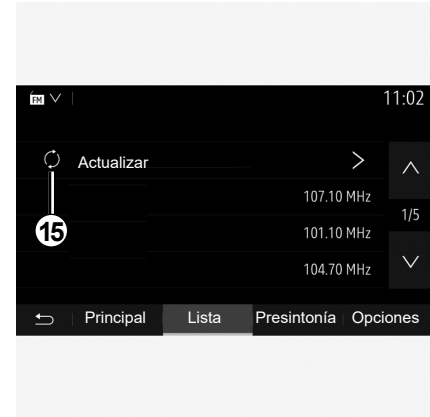 FM 11:02
Actualizar
107.10 MHz
1/5
15
101.10 MHz
104.70 MHz
Principal Lista Presintonía Opciones